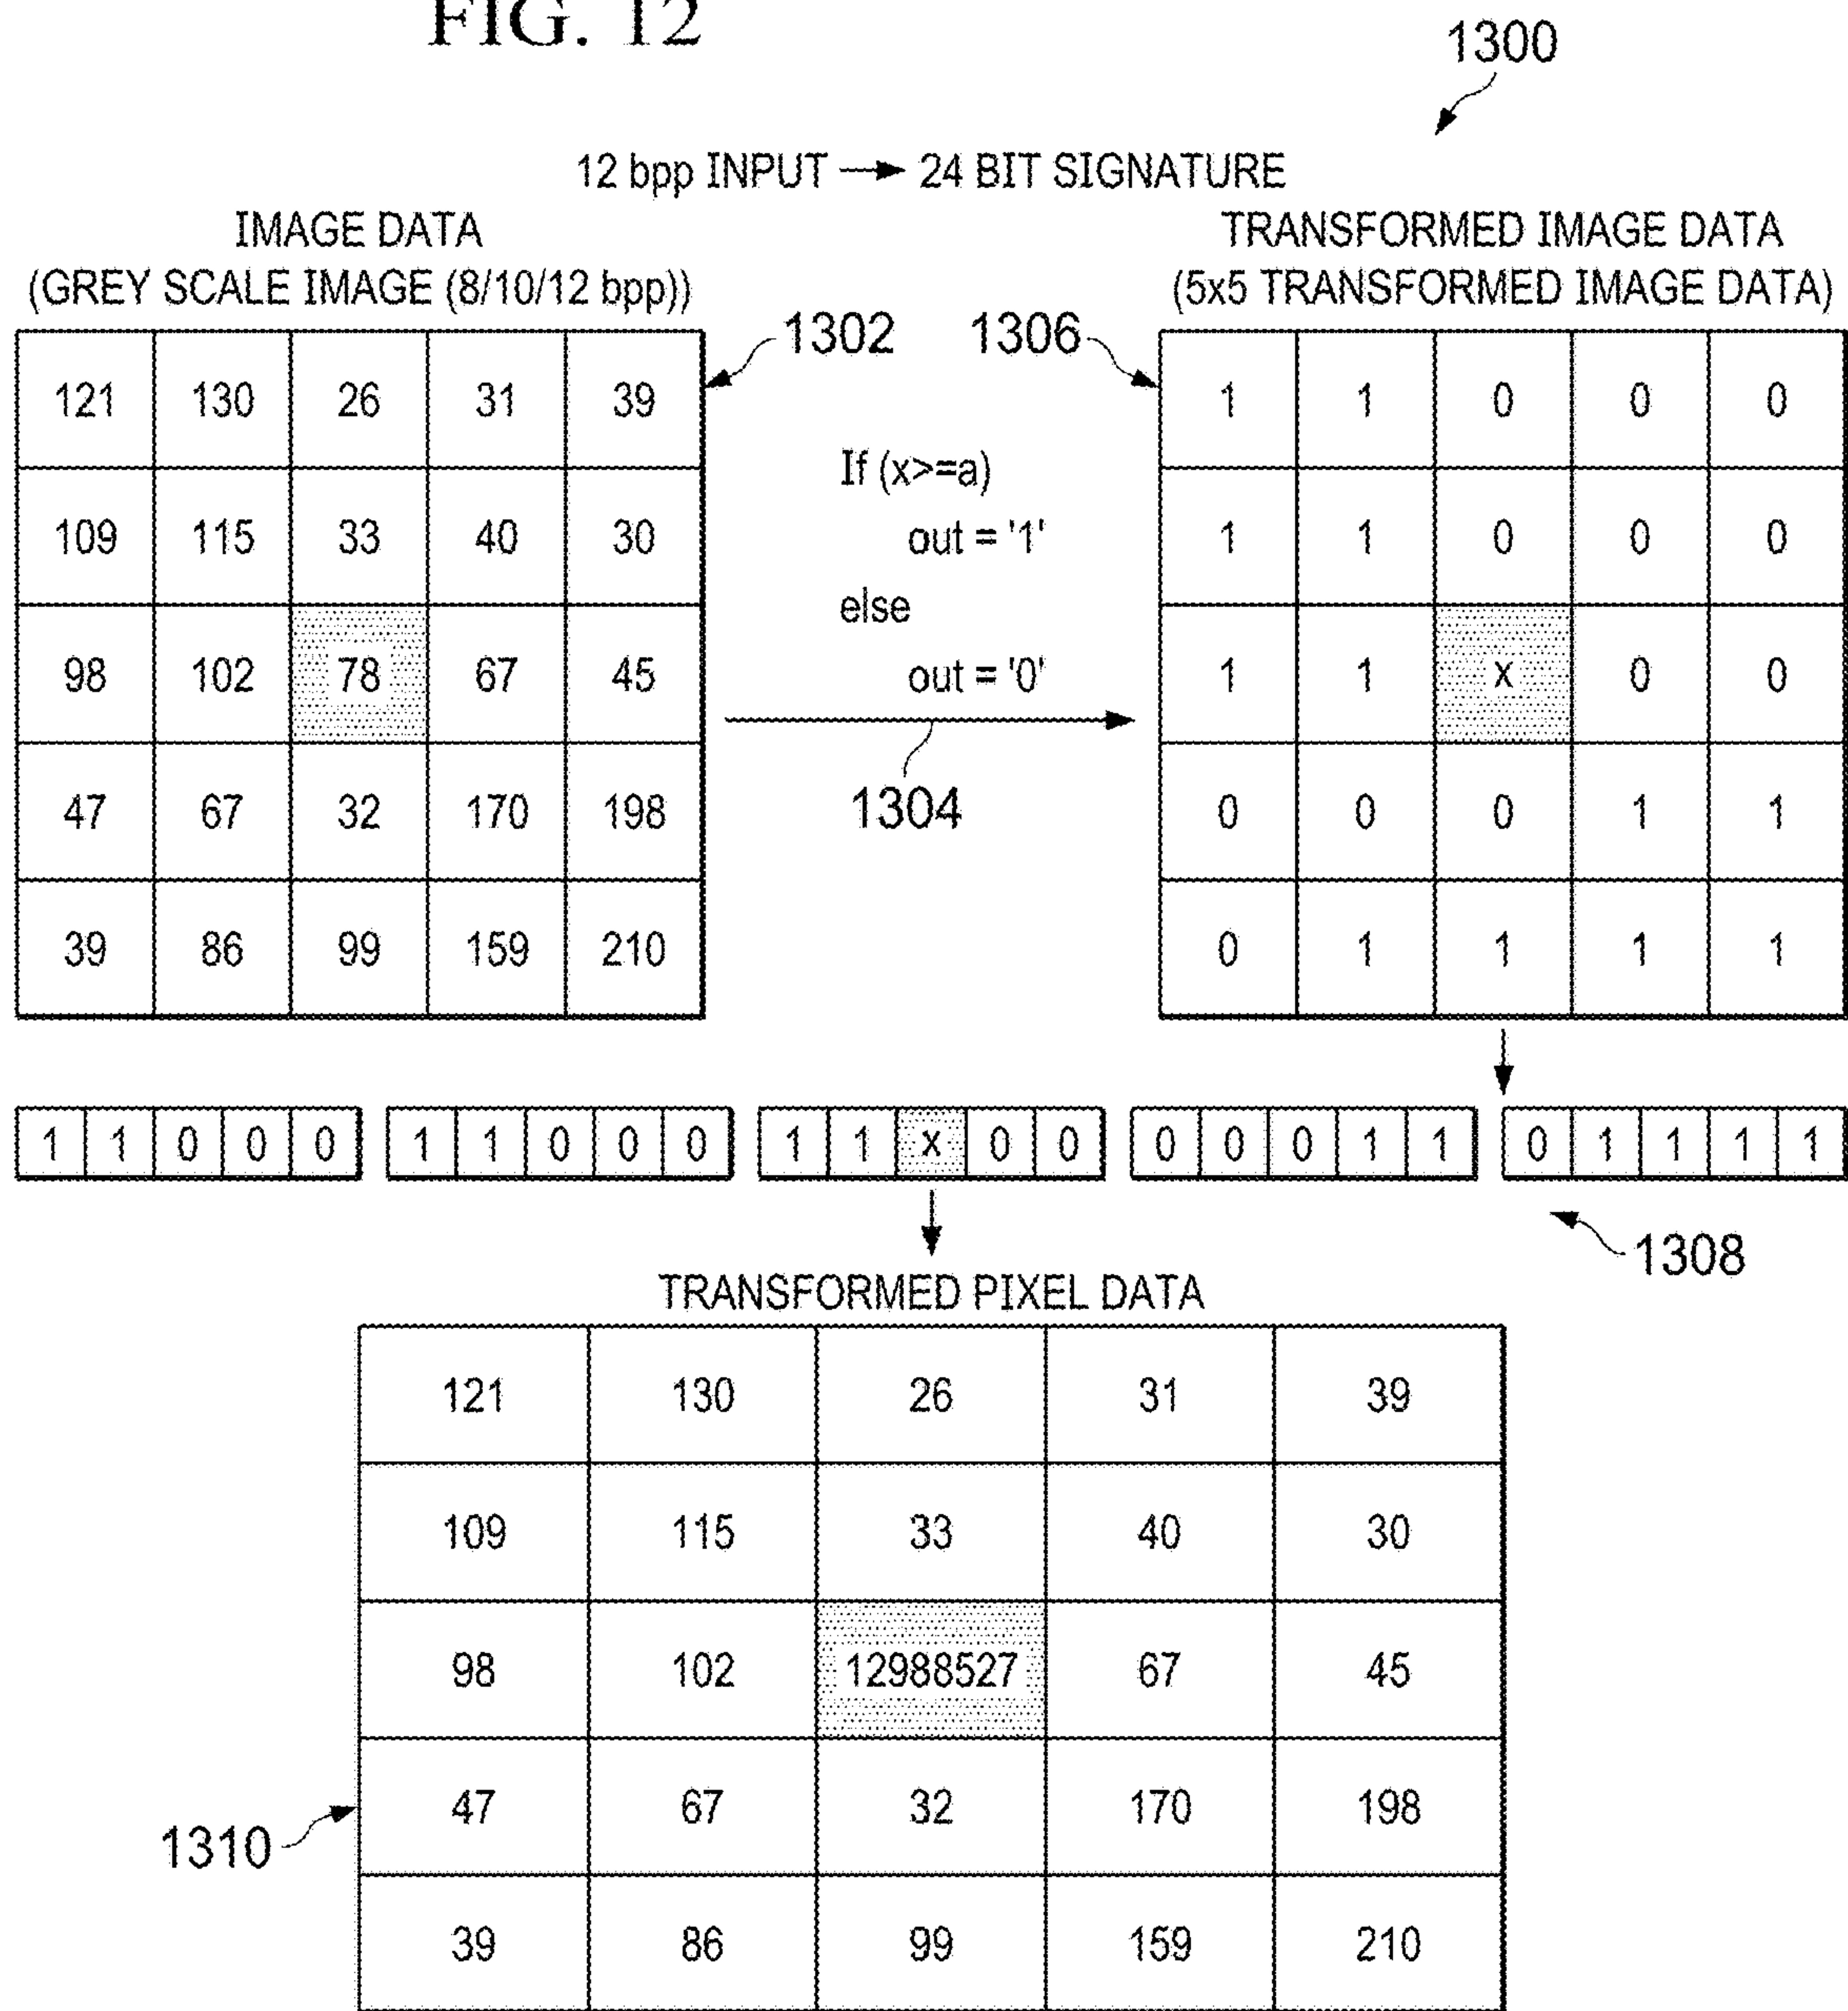 FIG. 12
1300
12 bpp INPUT → 24 BIT SIGNATURE
IMAGE DATA
(GREY SCALE IMAGE (8/10/12 bpp))
TRANSFORMED IMAGE DATA
(5x5 TRANSFORMED IMAGE DATA)
1302
1306
121 130 26 31 39
109 115 33 40 30
98 102 78 67 45
47 67 32 170 198
39 86 99 159 210
If (x>=a)
out = '1'
else
out = '0'
1304
1 1 0 0 0
1 1 0 0 0
1 1 x 0 0
0 0 0 1 1
0 1 1 1 1
1 1 0 0 0 1 1 0 0 0 1 1 x 0 0 0 0 0 1 1 0 1 1 1 1
1308
TRANSFORMED PIXEL DATA
121 130 26 31 39
109 115 33 40 30
98 102 12988527 67 45
47 67 32 170 198
39 86 99 159 210
1310